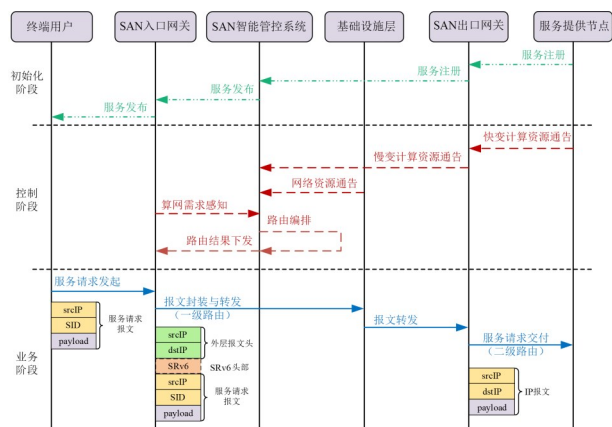 终端用户
SAN入口网关
SAN智能管控系统
基础设施层
SAN出口网关
服务提供节点
初始化
阶段
服务注册
服务注册
服务发布
服务发布
控制
阶段
快变计算资源通告
慢变计算资源通告
网络资源通告
算网需求感知
路由编排
路由结果下发
业务
阶段
服务请求发起
srcIP
SID
payload
服务请求
报文
报文封装与转发
（一级路由）
srcIP
dstIP
外层报文头
SRv6
SRv6头部
srcIP
SID
payload
服务请求
报文
报文转发
服务请求交付
（二级路由）
srcIP
dstIP
payload
IP报文